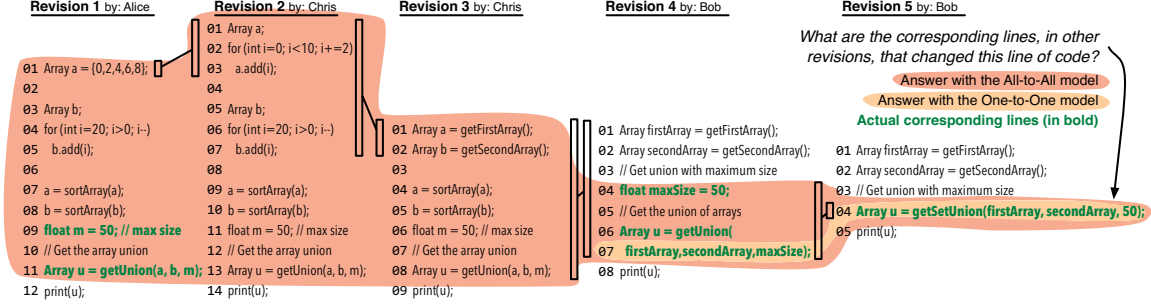 Revision 1 by: Alice
01 Array a = {0,2,4,6,8};
02
03 Array b;
04 for (int i=20; i>0; i--)
05 b.add(i);
06
07 a = sortArray(a);
08 b = sortArray(b);
09 float m = 50; // max size
10 // Get the array union
11 Array u = getUnion(a, b, m);
12 print(u);
Revision 2 by: Chris
01 Array a;
02 for (int i=0; i<10; i+=2)
03 a.add(i);
04
05 Array b;
06 for (int i=20; i>0; i--)
07 b.add(i);
08
09 a = sortArray(a);
10 b = sortArray(b);
11 float m = 50; // max size
12 // Get the array union
13 Array u = getUnion(a, b, m);
14 print(u);
Revision 3 by: Chris
01 Array a = getFirstArray();
02 Array b = getSecondArray();
03
04 a = sortArray(a);
05 b = sortArray(b);
06 float m = 50; // max size
07 // Get the array union
08 Array u = getUnion(a, b, m);
09 print(u);
Revision 4 by: Bob
01 Array firstArray = getFirstArray();
02 Array secondArray = getSecondArray();
03 // Get union with maximum size
04 float maxSize = 50;
05 // Get the union of arrays
06 Array u = getUnion(
07 firstArray,secondArray,maxSize);
08 print(u);
Revision 5 by: Bob
What are the corresponding lines, in other
revisions, that changed this line of code?
Answer with the All-to-All model
Answer with the One-to-One model
Actual corresponding lines (in bold)
01 Array firstArray = getFirstArray();
02 Array secondArray = getSecondArray();
03 // Get union with maximum size
04 Array u = getSetUnion(firstArray, secondArray, 50);
05 print(u);